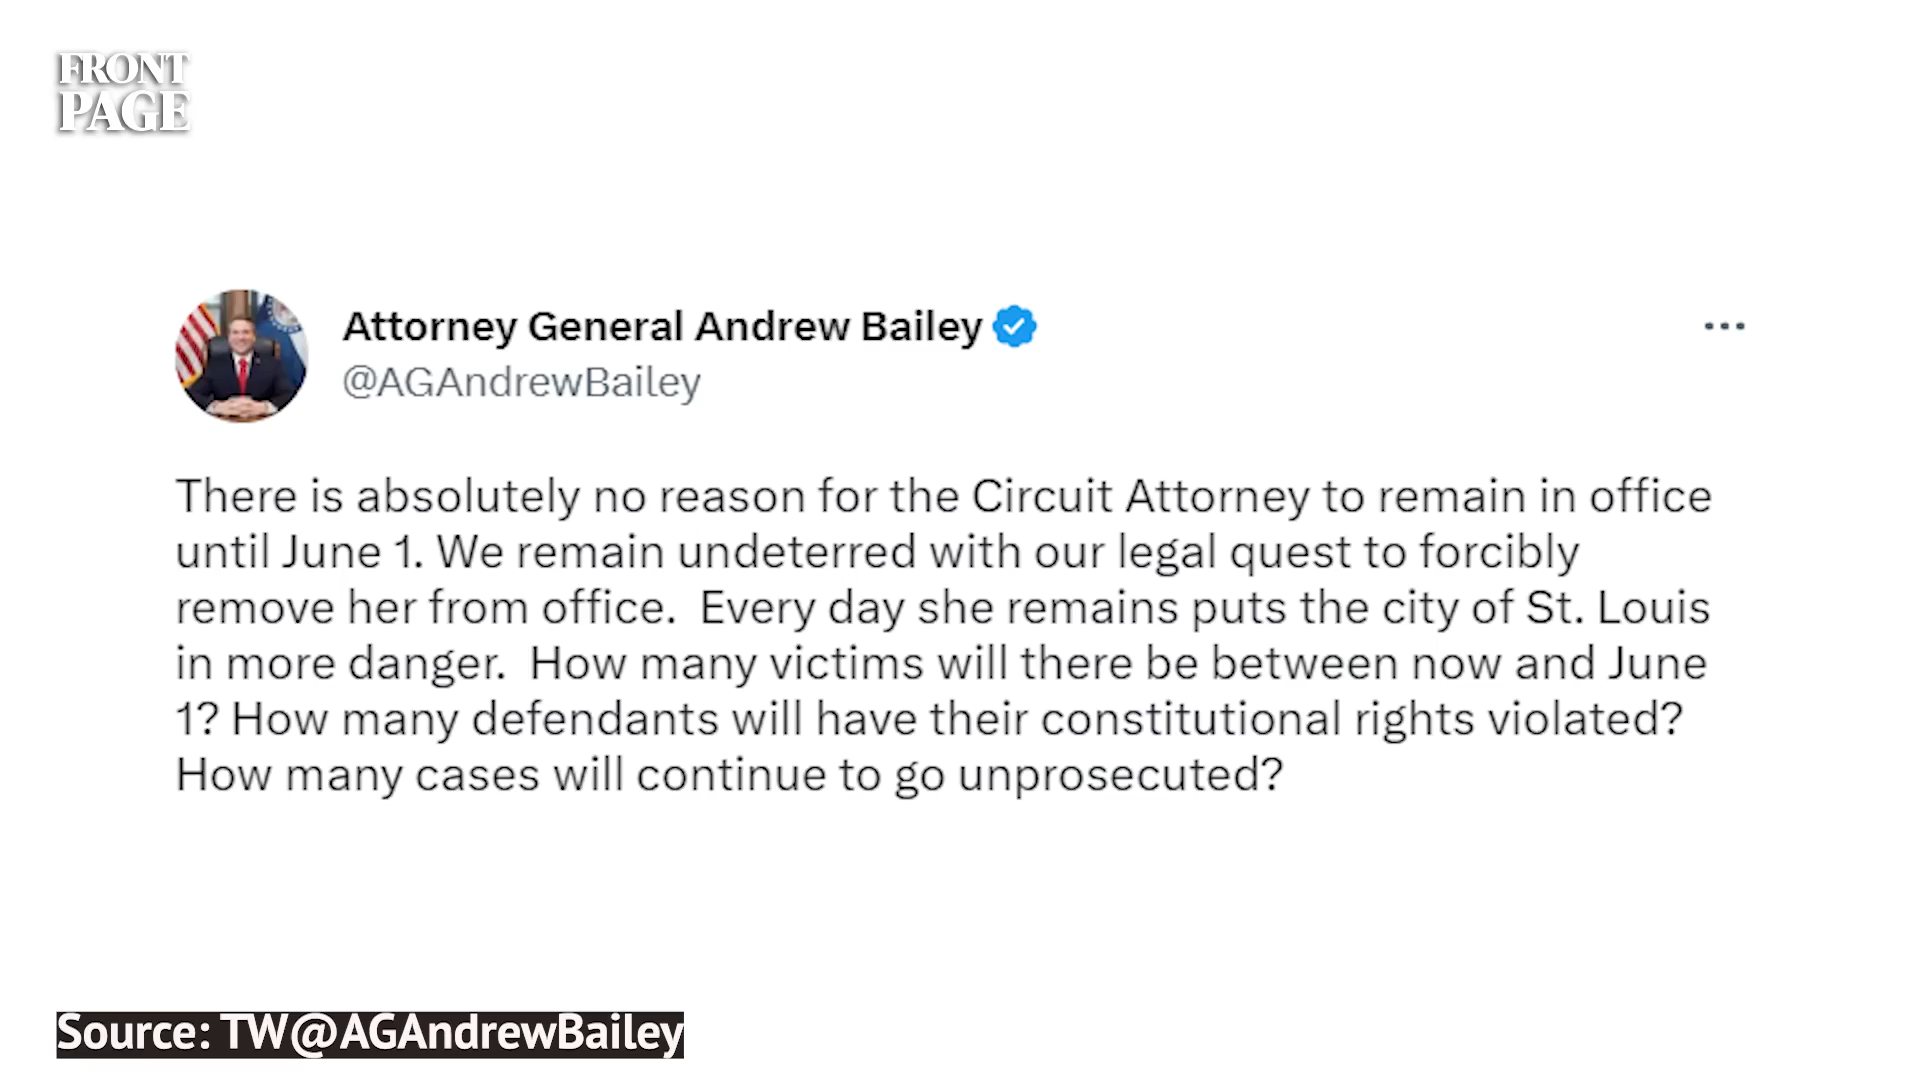 FRONT
PAGE
Attorney General Andrew Bailey
@AGAndrewBailey
There is absolutely no reason for the Circuit Attorney to remain in office
until June 1. We remain undeterred with our legal quest to forcibly
remove her from office.  Every day she remains puts the city of St. Louis
in more danger.  How many victims will there be between now and June
1? How many defendants will have their constitutional rights violated?
How many cases will continue to go unprosecuted?
Source: TW@AGAndrewBailey